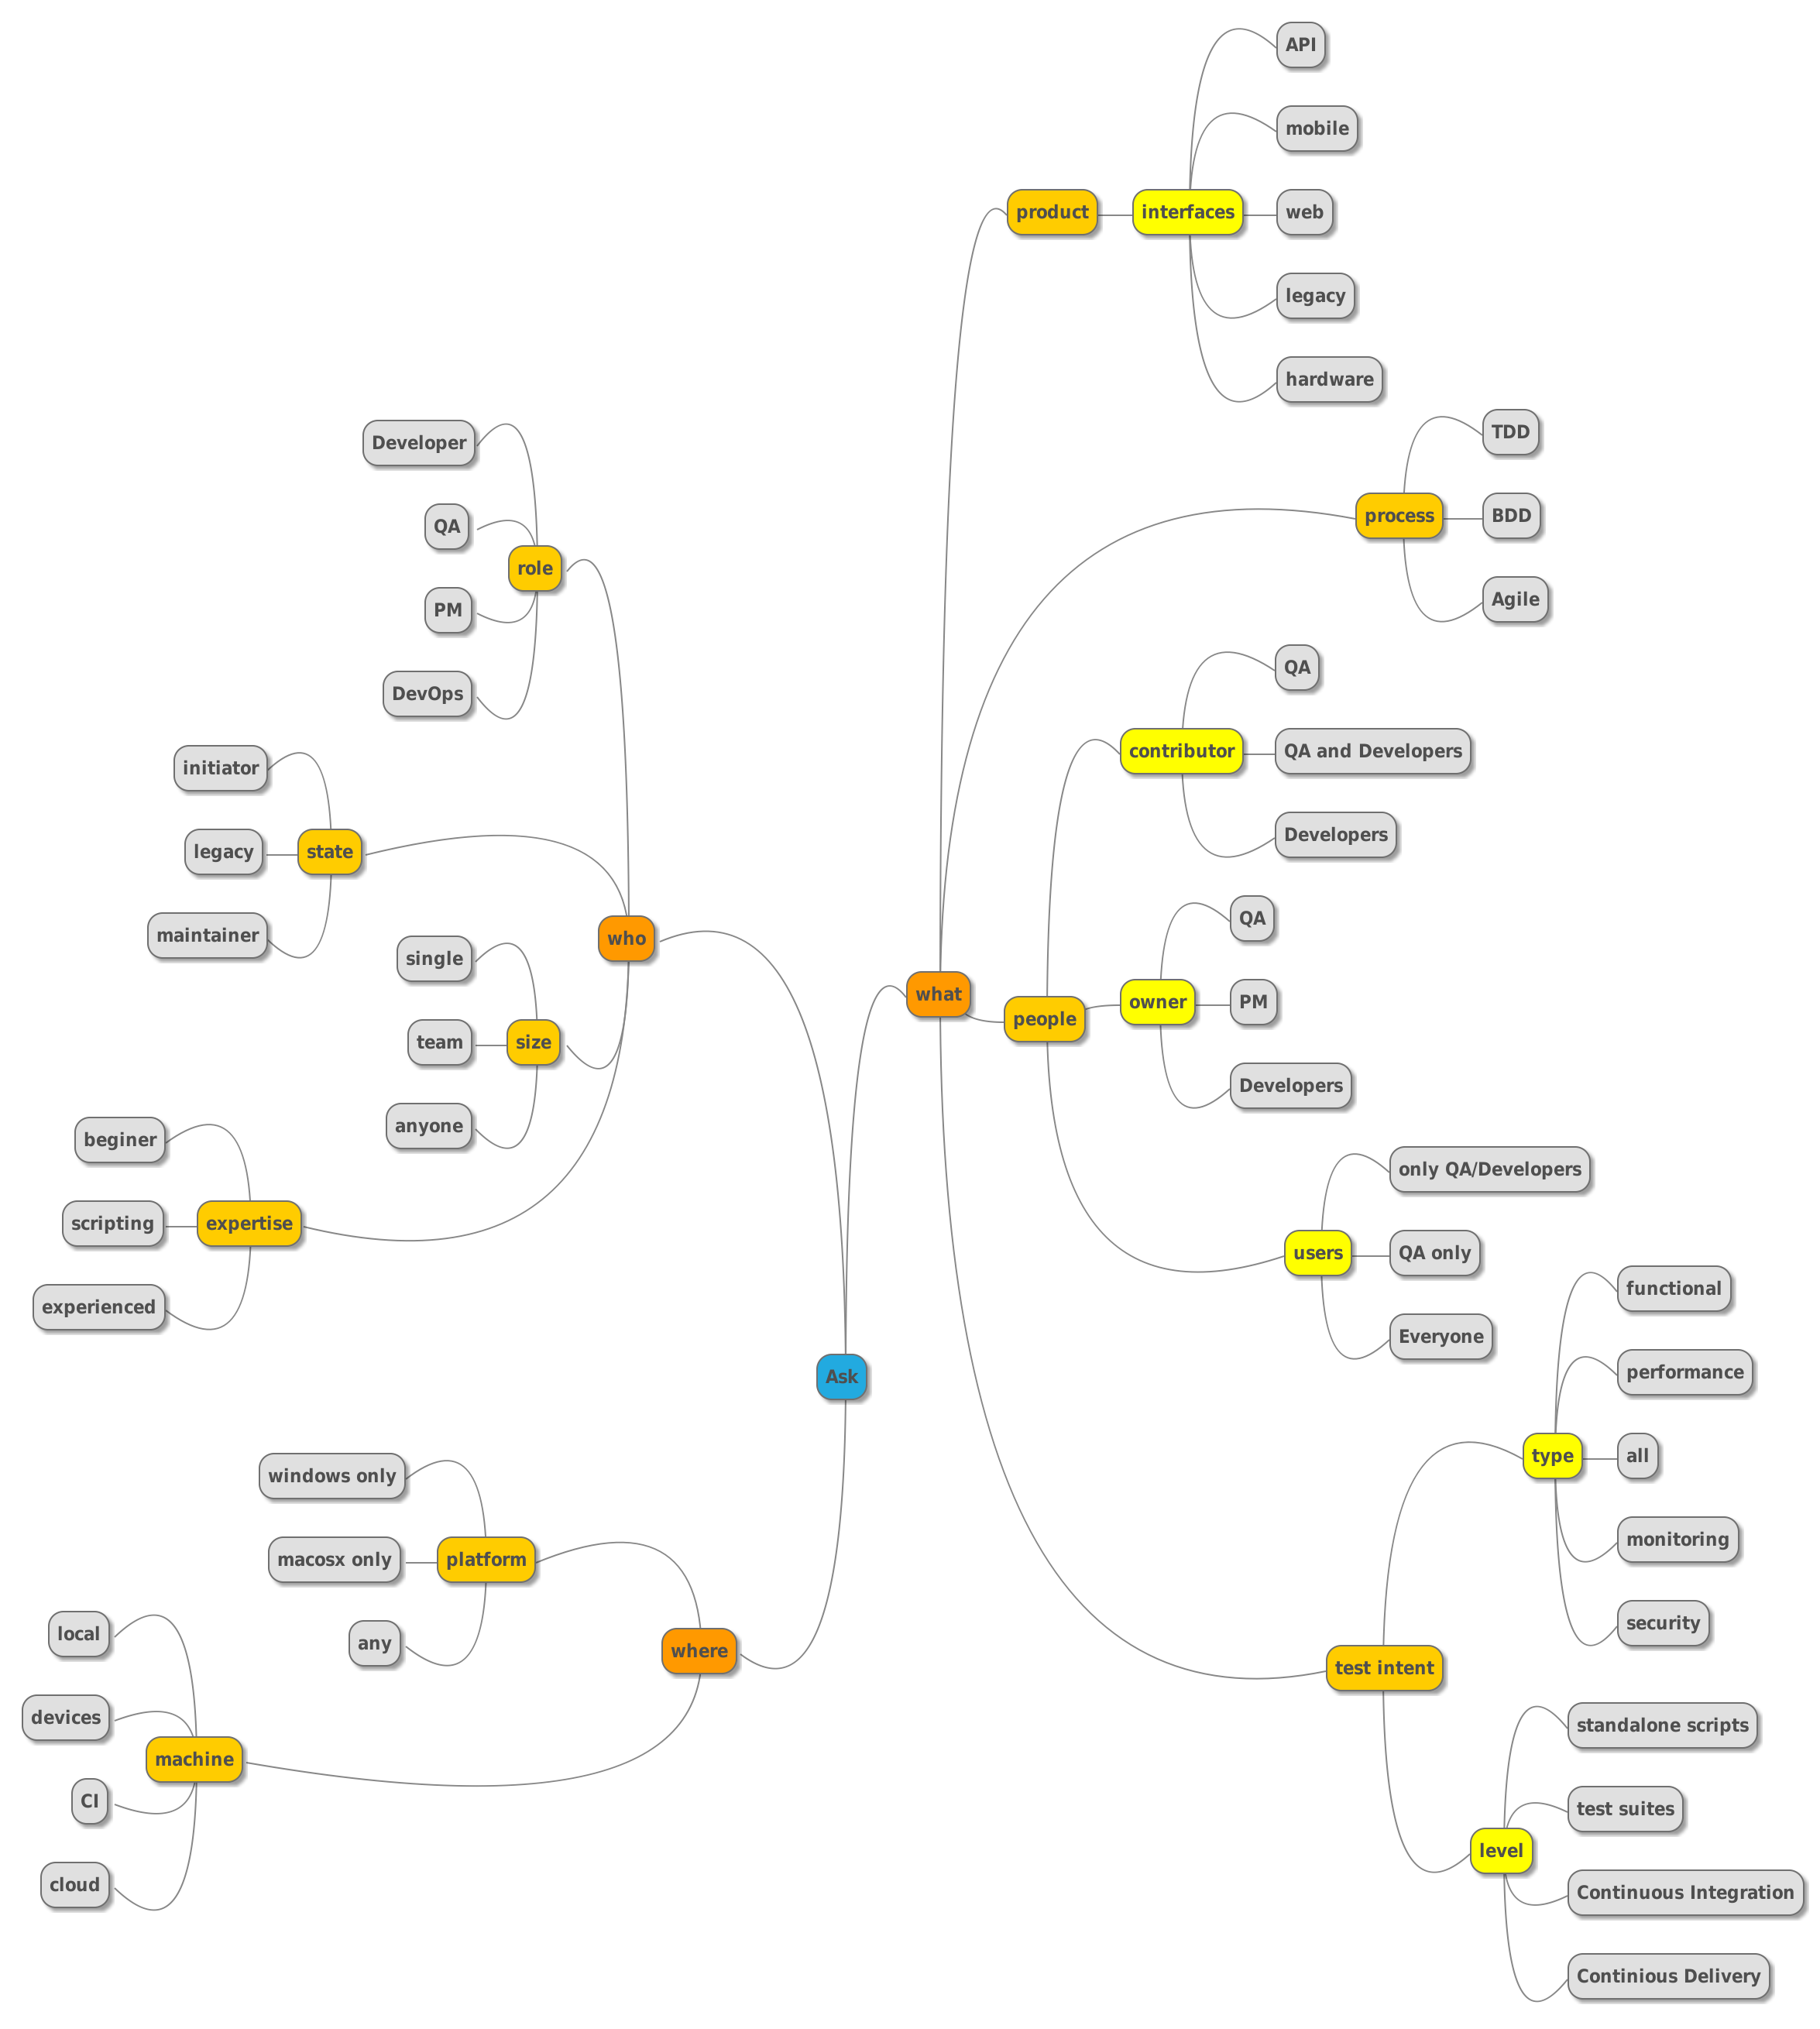 API
mobile
product
interfaces
web
legacy
hardware
TDD
process
BDD
Agile
Developer
QA
role
PM
DevOps
QA
contributor
QA and Developers
Developers
initiator
legacy
state
maintainer
who
single
team
size
anyone
what
people
QA
owner
PM
Developers
beginer
scripting
expertise
experienced
only QA/Developers
users
QA only
Everyone
Ask
functional
performance
type
all
monitoring
security
windows only
macosx only
platform
any
where
local
devices
machine
CI
cloud
test intent
standalone scripts
test suites
level
Continuous Integration
Continious Delivery